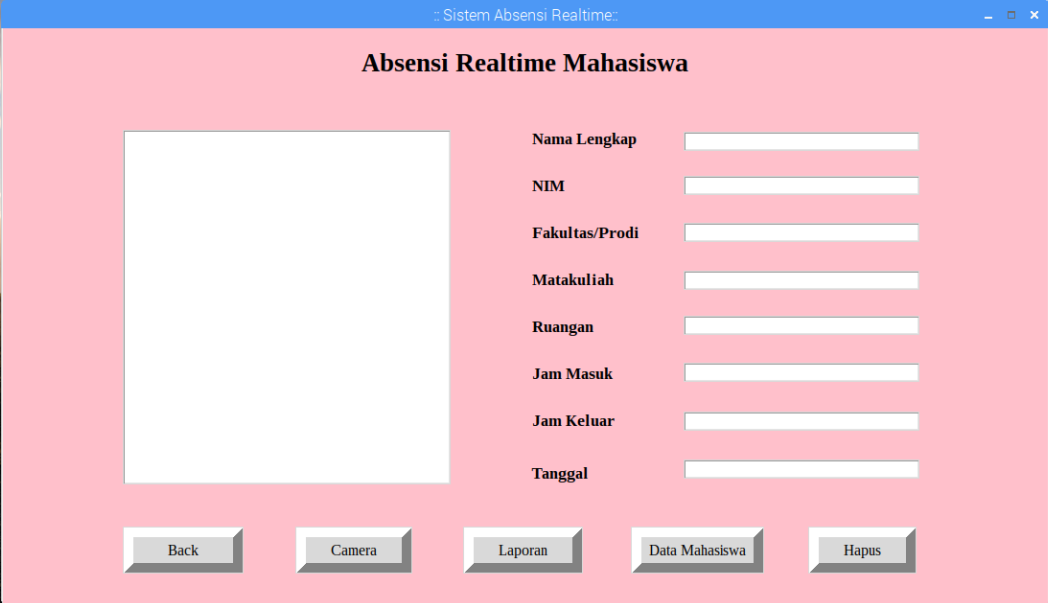 :: Sistem Absensi Realtime::
Absensi Realtime Mahasiswa
Nama Lengkap
NIM
Fakultas/Prodi
Matakuliah
Ruangan
Jam Masuk
Jam Keluar
Tanggal
Back
Camera
Laporan
Data Mahasiswa
Hapus